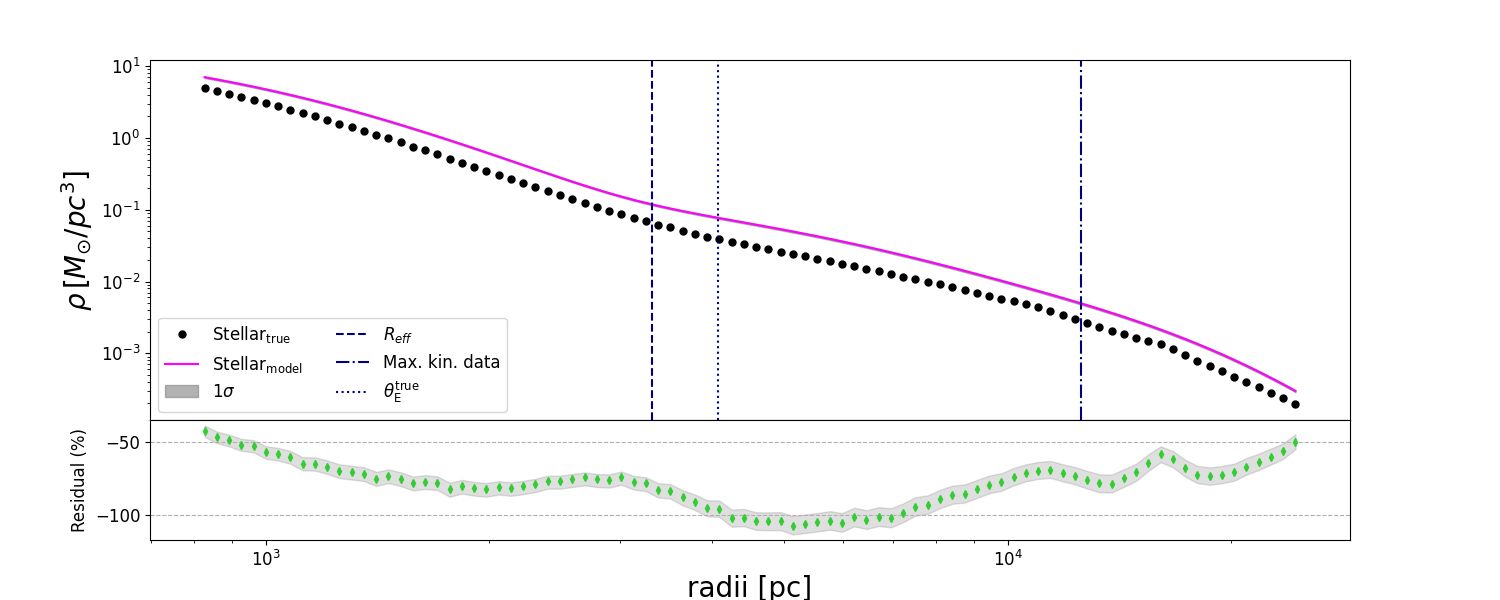 10¹
10⁰
10⁻¹
10⁻²
10⁻³
ρ [M⊙/pc³]
Stellar_true
Stellar_model
1σ
R_eff
Max. kin. data
θ_E^true
−50
−100
Residual (%)
10³
10⁴
radii [pc]